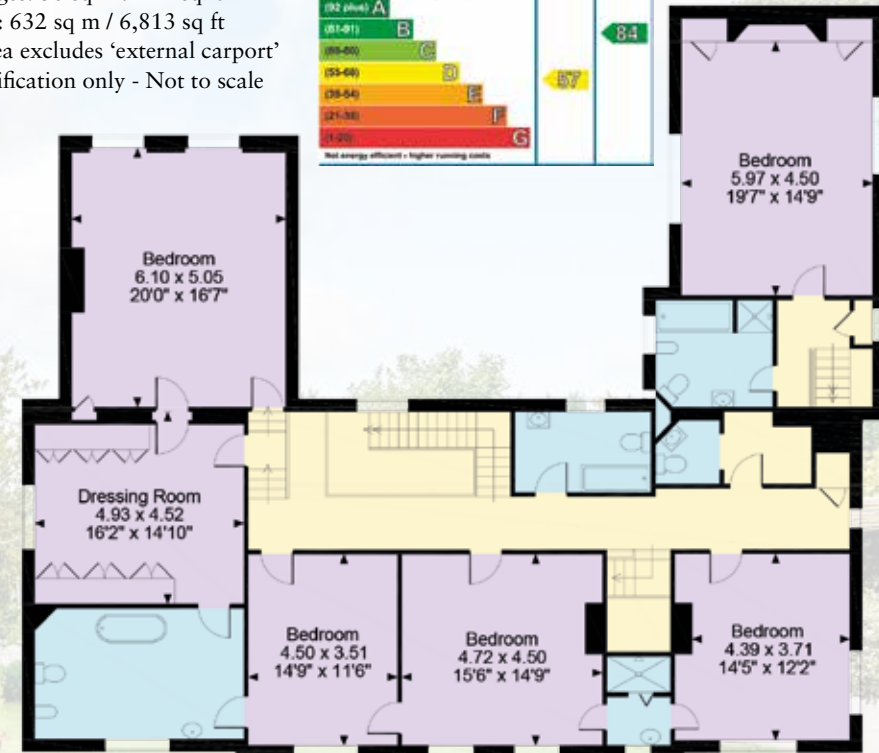 : 632 sq m / 6,813 sq ft
ea excludes ‘external carport’
ification only - Not to scale
(92 plus) A
(81-91) B
C
(55-68) D
(39-54) E
(21-38) F
(1-20) G
Not energy efficient - higher running costs
57
84
Bedroom
5.97 x 4.50
19'7" x 14'9"
Bedroom
6.10 x 5.05
20'0" x 16'7"
Dressing Room
4.93 x 4.52
16'2" x 14'10"
Bedroom
4.50 x 3.51
14'9" x 11'6"
Bedroom
4.72 x 4.50
15'6" x 14'9"
Bedroom
4.39 x 3.71
14'5" x 12'2"